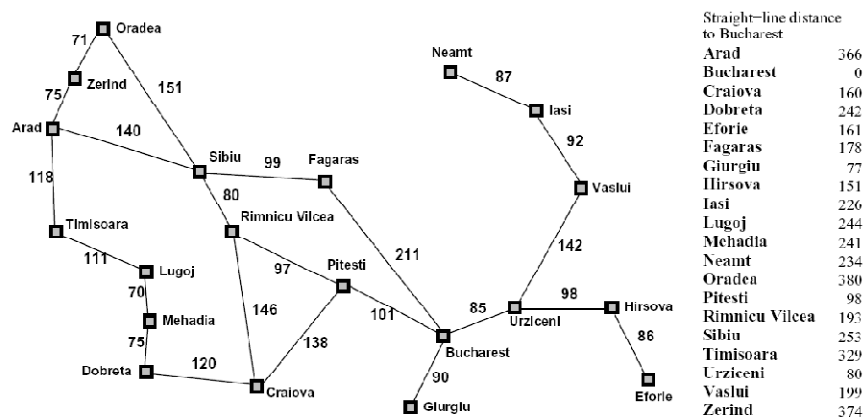 Oradea
71
Zerind
75
151
Arad
140
118
Sibiu
99
Fagaras
80
Timisoara
Rimnicu Vilcea
111
Lugoj
97
Pitesti
211
70
Mehadia
146
101
75
138
Dobreta
120
Craiova
Bucharest
90
Giurgiu
Neamt
87
Iasi
92
Vaslui
142
85
98
Urziceni
Hirsova
86
Eforie
Straight-line distance
to Bucharest
Arad 366
Bucharest 0
Craiova 160
Dobreta 242
Eforie 161
Fagaras 178
Giurgiu 77
Hirsova 151
Iasi 226
Lugoj 244
Mehadia 241
Neamt 234
Oradea 380
Pitesti 98
Rimnicu Vilcea 193
Sibiu 253
Timisoara 329
Urziceni 80
Vaslui 199
Zerind 374